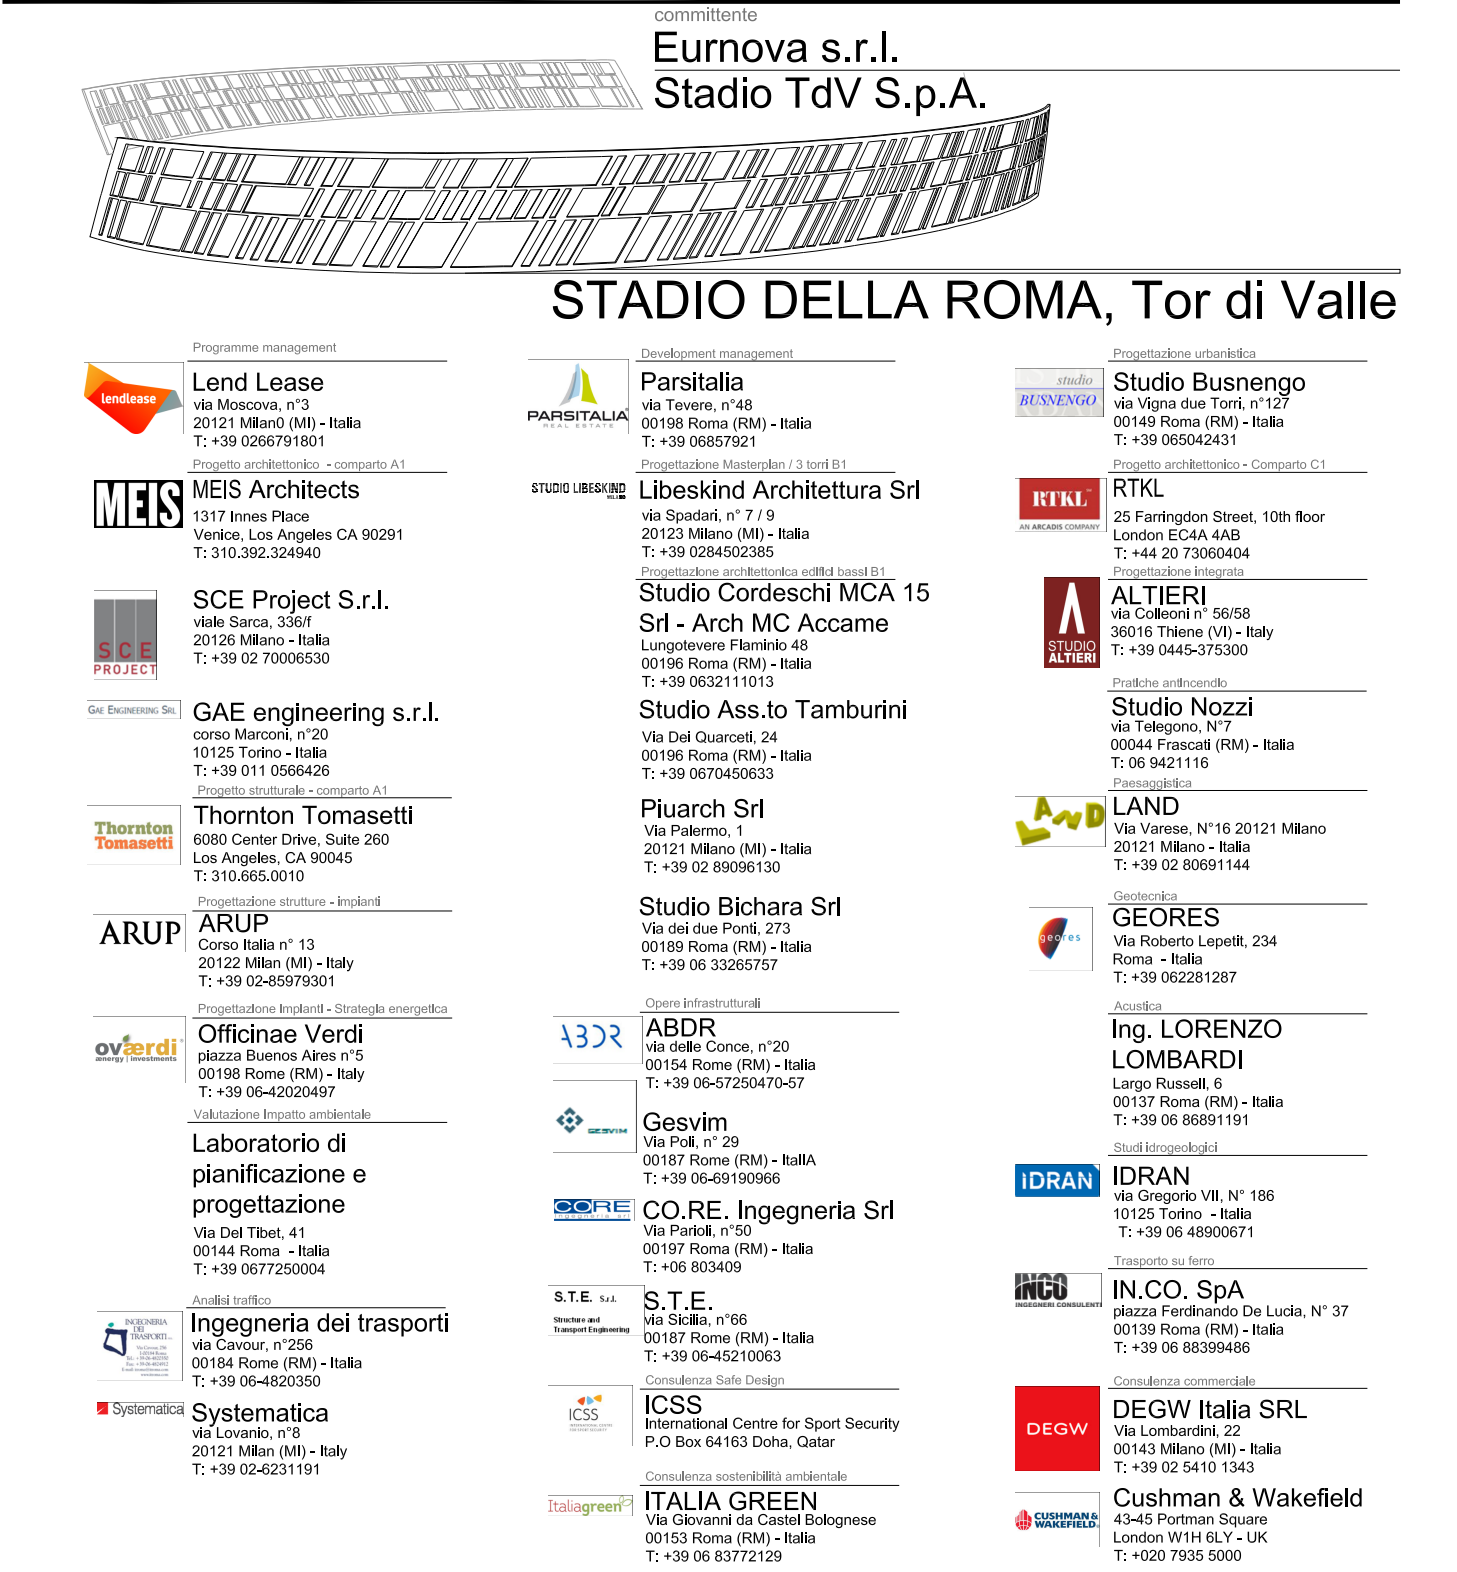 committente
Eurnova s.r.l.
Stadio TdV S.p.A.
STADIO DELLA ROMA, Tor di Valle
Programme management
lendlease
Lend Lease
via Moscova, n°3
20121 Milan0 (MI) - Italia
T: +39 0266791801
Progetto architettonico - comparto A1
MEIS
MEIS Architects
1317 Innes Place
Venice, Los Angeles CA 90291
T: 310.392.324940
SCE
PROJECT
SCE Project S.r.l.
viale Sarca, 336/f
20126 Milano - Italia
T: +39 02 70006530
GAE ENGINEERING SRL
GAE engineering s.r.l.
corso Marconi, n°20
10125 Torino - Italia
T: +39 011 0566426
Progetto strutturale - comparto A1
Thornton
Tomasetti
Thornton Tomasetti
6080 Center Drive, Suite 260
Los Angeles, CA 90045
T: 310.665.0010
Progettazione strutture - impianti
ARUP
ARUP
Corso Italia n° 13
20122 Milan (MI) - Italy
T: +39 02-85979301
Progettazione Impianti - Strategia energetica
oværdi
ænergy | investments
Officinae Verdi
piazza Buenos Aires n°5
00198 Rome (RM) - Italy
T: +39 06-42020497
Valutazione Impatto ambientale
Laboratorio di
pianificazione e
progettazione
Via Del Tibet, 41
00144 Roma - Italia
T: +39 0677250004
Analisi traffico
INGEGNERIA
DEI
TRASPORTI
Ingegneria dei trasporti
via Cavour, n°256
00184 Rome (RM) - Italia
T: +39 06-4820350
Systematica
Systematica
via Lovanio, n°8
20121 Milan (MI) - Italy
T: +39 02-6231191
Development management
PARSITALIA
REAL ESTATE
Parsitalia
via Tevere, n°48
00198 Roma (RM) - Italia
T: +39 06857921
Progettazione Masterplan / 3 torri B1
STUDIO LIBESKIND
Libeskind Architettura Srl
via Spadari, n° 7 / 9
20123 Milano (MI) - Italia
T: +39 0284502385
Progettazione architettonica edifici bassi B1
Studio Cordeschi MCA 15
Srl - Arch MC Accame
Lungotevere Flaminio 48
00196 Roma (RM) - Italia
T: +39 0632111013
Studio Ass.to Tamburini
Via Dei Quarceti, 24
00196 Roma (RM) - Italia
T: +39 0670450633
Piuarch Srl
Via Palermo, 1
20121 Milano (MI) - Italia
T: +39 02 89096130
Studio Bichara Srl
Via dei due Ponti, 273
00189 Roma (RM) - Italia
T: +39 06 33265757
Opere infrastrutturali
ABDR
ABDR
via delle Conce, n°20
00154 Rome (RM) - Italia
T: +39 06-57250470-57
GESVIM
Gesvim
Via Poli, n° 29
00187 Rome (RM) - ItalIA
T: +39 06-69190966
CORE
ingegneria srl
CO.RE. Ingegneria Srl
Via Parioli, n°50
00197 Roma (RM) - Italia
T: +06 803409
S.T.E. S.r.l.
Structure and
Transport Engineering
S.T.E.
via Sicilia, n°66
00187 Rome (RM) - Italia
T: +39 06-45210063
Consulenza Safe Design
ICSS
INTERNATIONAL CENTRE
FOR SPORT SECURITY
ICSS
International Centre for Sport Security
P.O Box 64163 Doha, Qatar
Consulenza sostenibilità ambientale
Italiagreen
ITALIA GREEN
Via Giovanni da Castel Bolognese
00153 Roma (RM) - Italia
T: +39 06 83772129
Progettazione urbanistica
studio
BUSNENGO
Studio Busnengo
via Vigna due Torri, n°127
00149 Roma (RM) - Italia
T: +39 065042431
Progetto architettonico - Comparto C1
RTKL
AN ARCADIS COMPANY
RTKL
25 Farringdon Street, 10th floor
London EC4A 4AB
T: +44 20 73060404
Progettazione integrata
STUDIO
ALTIERI
ALTIERI
via Colleoni n° 56/58
36016 Thiene (VI) - Italy
T: +39 0445-375300
Pratiche antincendio
Studio Nozzi
via Telegono, N°7
00044 Frascati (RM) - Italia
T: 06 9421116
Paesaggistica
LAND
LAND
Via Varese, N°16 20121 Milano
20121 Milano - Italia
T: +39 02 80691144
Geotecnica
geores
GEORES
Via Roberto Lepetit, 234
Roma - Italia
T: +39 062281287
Acustica
Ing. LORENZO
LOMBARDI
Largo Russell, 6
00137 Roma (RM) - Italia
T: +39 06 86891191
Studi idrogeologici
IDRAN
IDRAN
via Gregorio VII, N° 186
10125 Torino - Italia
T: +39 06 48900671
Trasporto su ferro
INCO
INGEGNERI CONSULENTI
IN.CO. SpA
piazza Ferdinando De Lucia, N° 37
00139 Roma (RM) - Italia
T: +39 06 88399486
Consulenza commerciale
DEGW
DEGW Italia SRL
Via Lombardini, 22
00143 Milano (MI) - Italia
T: +39 02 5410 1343
CUSHMAN &
WAKEFIELD
Cushman & Wakefield
43-45 Portman Square
London W1H 6LY - UK
T: +020 7935 5000